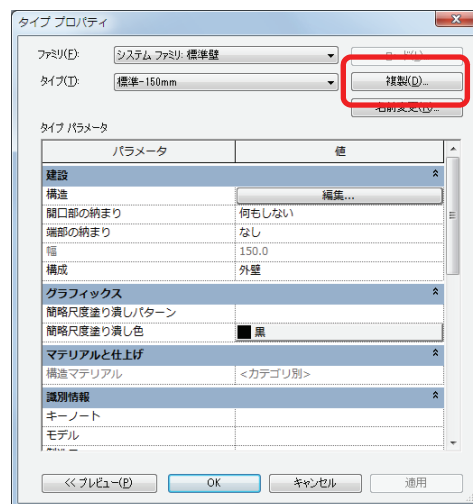 タイプ プロパティ
ファミリ(F): システム ファミリ: 標準壁
タイプ(T): 標準-150mm 複製(D)...
タイプ パラメータ
パラメータ 値
建設
構造 編集...
開口部の納まり 何もしない
端部の納まり なし
幅 150.0
構成 外壁
グラフィックス
簡略尺度塗り潰しパターン
簡略尺度塗り潰し色 黒
マテリアルと仕上げ
構造マテリアル <カテゴリ別>
識別情報
キーノート
モデル
<< プレビュー(P) OK キャンセル 適用